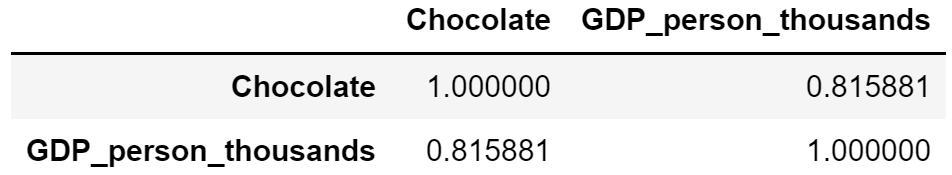 Chocolate GDP_person_thousands
Chocolate 1.000000 0.815881
GDP_person_thousands 0.815881 1.000000